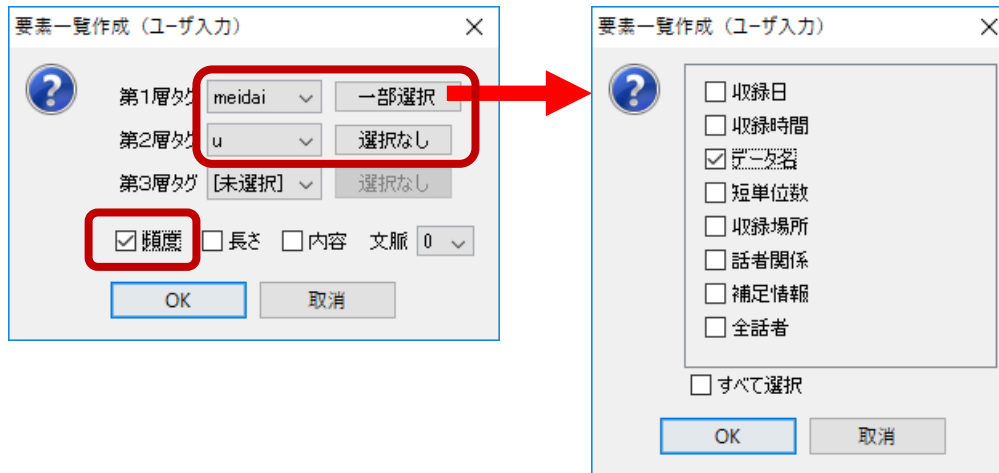 要素一覧作成（ユーザ入力）
第1層タグ meidai 一部選択
第2層タグ u 選択なし
第3層タグ [未選択] 選択なし
頻度 長さ 内容 文脈 0
OK 取消
要素一覧作成（ユーザ入力）
収録日
収録時間
データ名
短単位数
収録場所
話者関係
補足情報
全話者
すべて選択
OK 取消